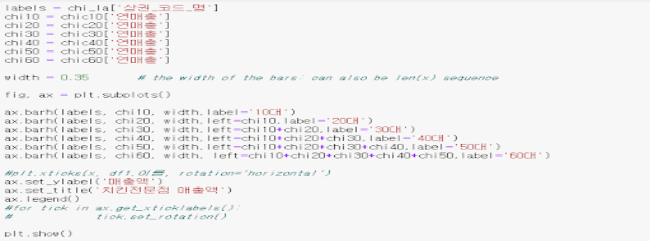 labels = chi_la['상권_코드_명']
chi10 = chic10['연매출']
chi20 = chic20['연매출']
chi30 = chic30['연매출']
chi40 = chic40['연매출']
chi50 = chic50['연매출']
chi60 = chic60['연매출']
width = 0.35 # the width of the bars: can also be len(x) sequence
fig, ax = plt.subplots()
ax.barh(labels, chi10, width,label='10대')
ax.barh(labels, chi20, width,left=chi10,label='20대')
ax.barh(labels, chi30, width,left=chi10+chi20,label='30대')
ax.barh(labels, chi40, width,left=chi10+chi20+chi30,label='40대')
ax.barh(labels, chi50, width,left=chi10+chi20+chi30+chi40,label='50대')
ax.barh(labels, chi60, width, left=chi10+chi20+chi30+chi40+chi50,label='60대')
#plt.xticks(x, df1.이름, rotation='horizontal')
ax.set_ylabel('매출액')
ax.set_title('치킨전문점 매출액')
ax.legend()
#for tick in ax.get_xticklabels():
# tick.set_rotation()
plt.show()